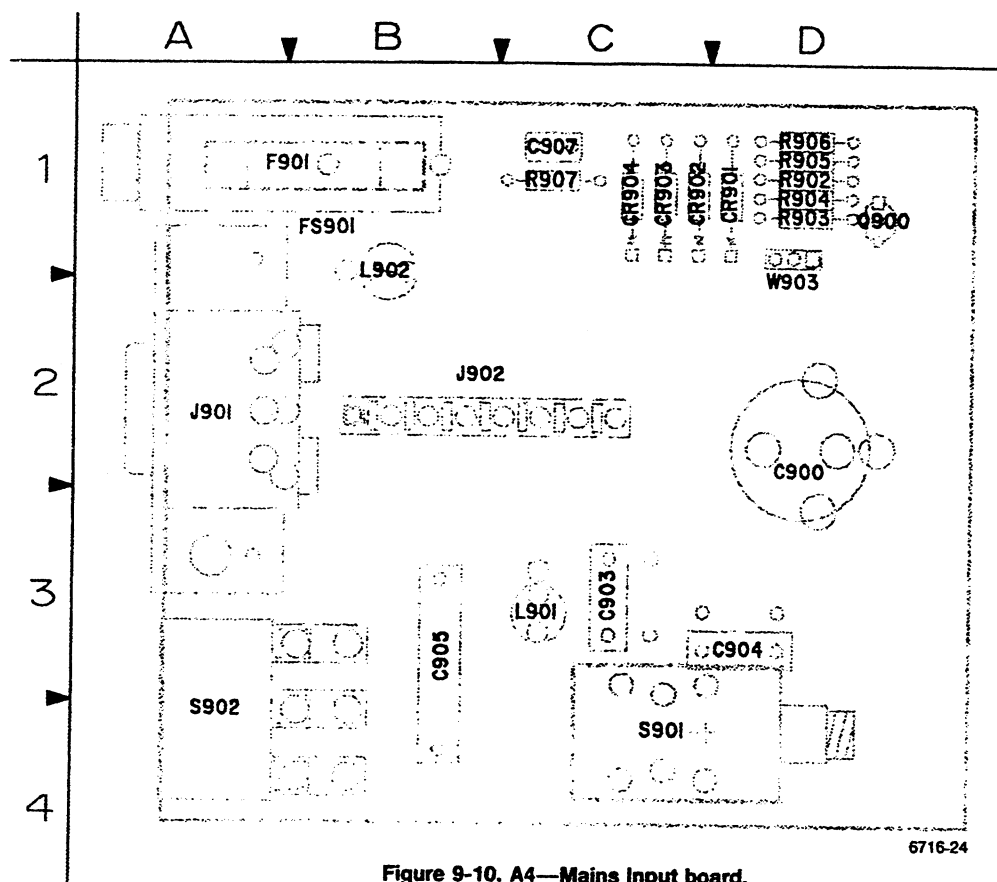 A B C D
1
F901
C907
R907
CR904
CR903
CR902
CR901
R906
R905
R902
R904
R903
Q900
FS901
L902
W903
2
J901
J902
C900
3
C905
L901
C903
C904
S902
S901
4
6716-24
Figure 9-10. A4—Mains Input board.